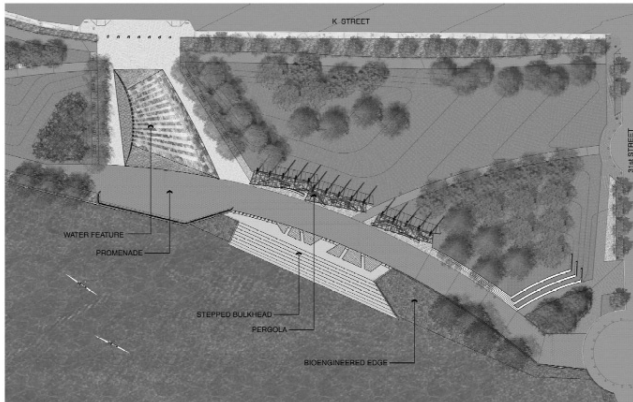 K STREET
31st STREET
WATER FEATURE
PROMENADE
STEPPED BULKHEAD
PERGOLA
BIOENGINEERED EDGE